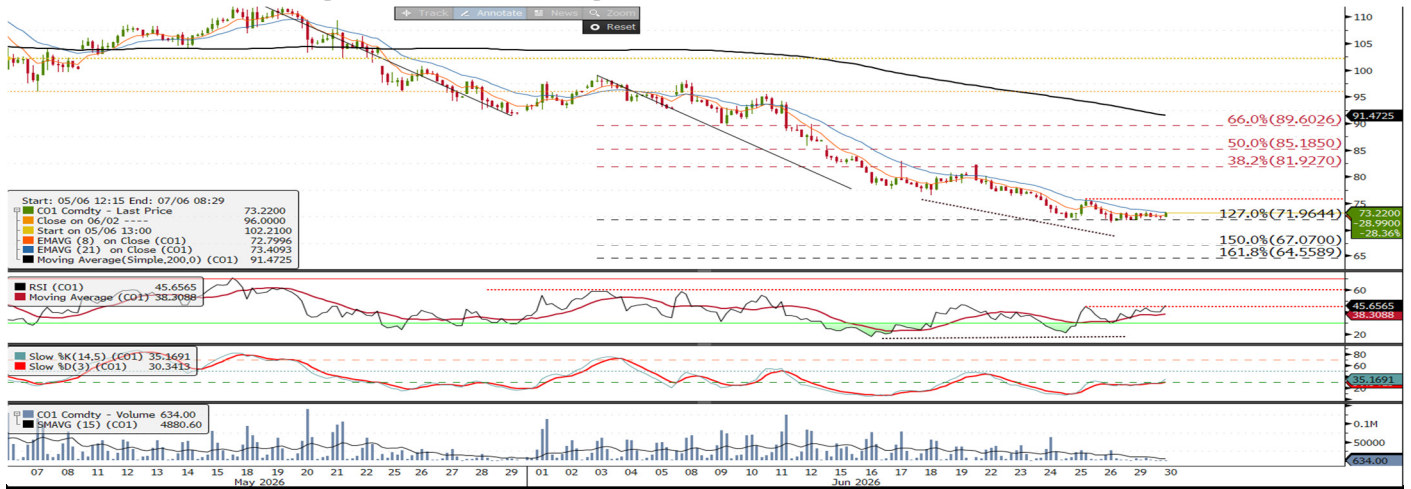 Track Annotate News Zoom
Reset
110
105
100
95
90
85
80
75
65
91.4725
73.2200
-28.9900
-28.36%
66.0%(89.6026)
50.0%(85.1850)
38.2%(81.9270)
127.0%(71.9644)
150.0%(67.0700)
161.8%(64.5589)
Start: 05/06 12:15 End: 07/06 08:29
CO1 Comdty - Last Price 73.2200
Close on 06/02 ---- 96.0000
Start on 05/06 13:00 102.2100
EMAVG (8) on Close (CO1) 72.7996
EMAVG (21) on Close (CO1) 73.4093
Moving Average(Simple,200,0) (CO1) 91.4725
RSI (CO1) 45.6565
Moving Average (CO1) 38.3088
60
45.6565
38.3088
20
Slow %K(14,5) (CO1) 35.1691
Slow %D(3) (CO1) 30.3413
80
60
35.1691
20
CO1 Comdty - Volume 634.00
SMAVG (15) (CO1) 4880.60
0.1M
50000
634.00
07 08 11 12 13 14 15 18 19 20 21 22 25 26 27 28 29 01 02 03 04 05 08 09 10 11 12 15 16 17 18 19 22 23 24 25 26 29 30
May 2026 Jun 2026